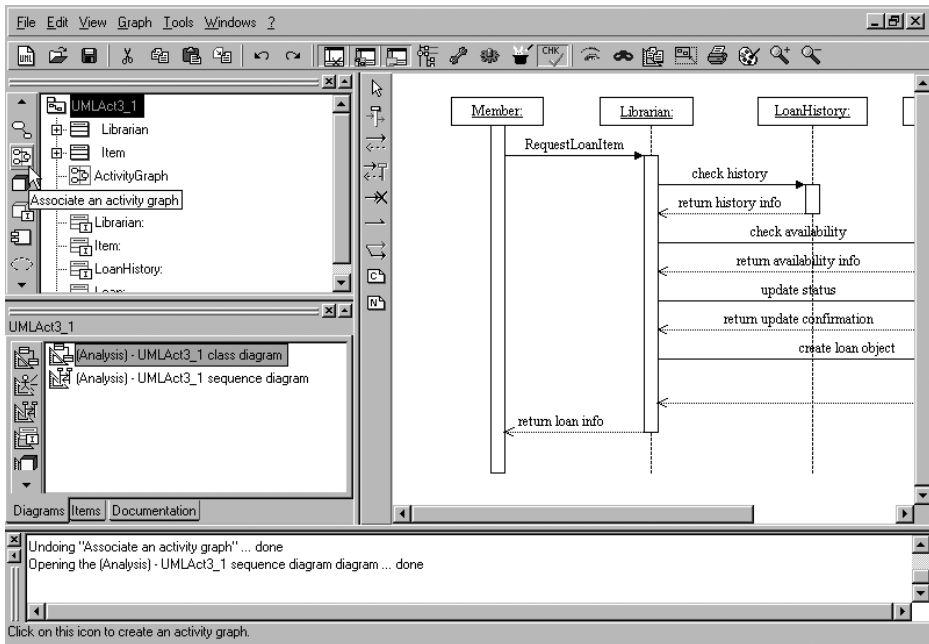 File Edit View Graph Tools Windows ?
UML CHK
UMLAct3_1
Librarian
Item
ActivityGraph
Associate an activity graph
Librarian:
Item:
LoanHistory:
Loan:
UMLAct3_1
(Analysis) - UMLAct3_1 class diagram
(Analysis) - UMLAct3_1 sequence diagram
Diagrams Items Documentation
C
N
Member: Librarian: LoanHistory:
RequestLoanItem
check history
return history info
check availability
return availability info
update status
return update confirmation
create loan object
return loan info
Undoing "Associate an activity graph" ... done
Opening the (Analysis) - UMLAct3_1 sequence diagram diagram ... done
Click on this icon to create an activity graph.